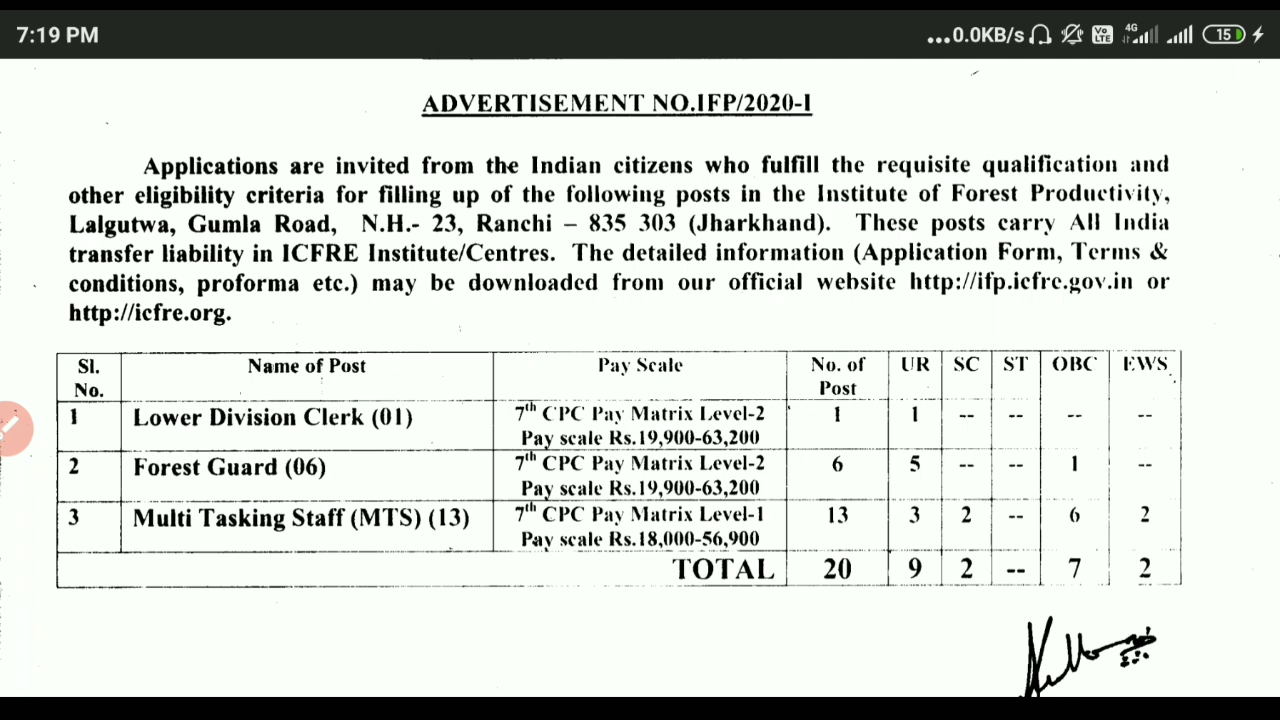 7:19 PM
...0.0KB/s Vo LTE 4G 15
ADVERTISEMENT NO.IFP/2020-I
Applications are invited from the Indian citizens who fulfill the requisite qualification and
other eligibility criteria for filling up of the following posts in the Institute of Forest Productivity,
Lalgutwa, Gumla Road, N.H.- 23, Ranchi – 835 303 (Jharkhand). These posts carry All India
transfer liability in ICFRE Institute/Centres. The detailed information (Application Form, Terms &
conditions, proforma etc.) may be downloaded from our official website http://ifp.icfre.gov.in or
http://icfre.org.
Sl. No. Name of Post Pay Scale No. of Post UR SC ST OBC EWS
1 Lower Division Clerk (01) 7th CPC Pay Matrix Level-2 1 1 -- -- -- --
Pay scale Rs.19,900-63,200
2 Forest Guard (06) 7th CPC Pay Matrix Level-2 6 5 -- -- 1 --
Pay scale Rs.19,900-63,200
3 Multi Tasking Staff (MTS) (13) 7th CPC Pay Matrix Level-1 13 3 2 -- 6 2
Pay scale Rs.18,000-56,900
TOTAL 20 9 2 -- 7 2